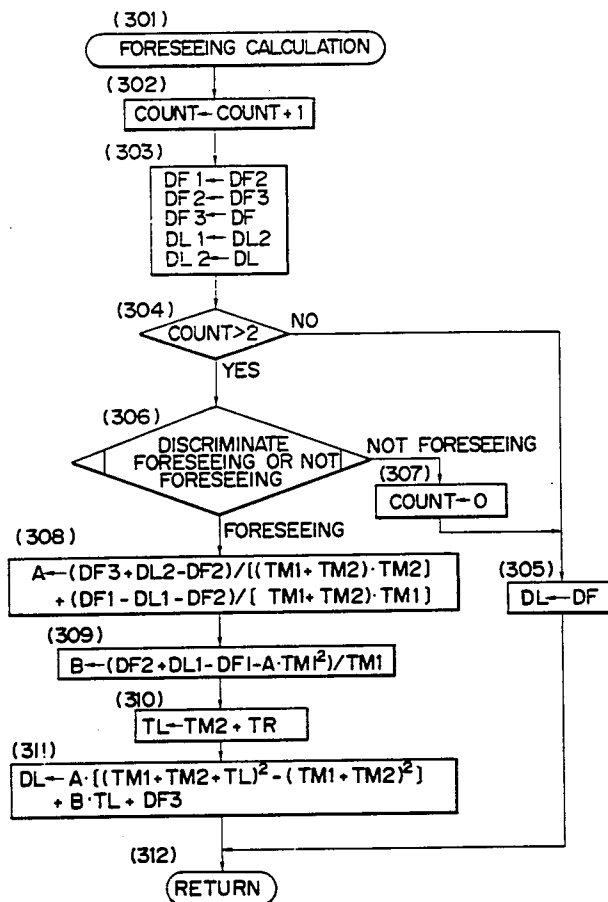 (301)
FORESEEING CALCULATION
(302)
COUNT←COUNT+1
(303)
DF1←DF2
DF2←DF3
DF3←DF
DL1←DL2
DL2←DL
(304)
COUNT>2
NO
YES
(306)
DISCRIMINATE
FORESEEING OR NOT
FORESEEING
NOT FORESEEING
(307)
COUNT←0
FORESEEING
(308)
A←(DF3+DL2-DF2)/[(TM1+TM2)·TM2]
+(DF1-DL1-DF2)/[ TM1+TM2)·TM1]
(305)
DL←DF
(309)
B←(DF2+DL1-DF1-A·TM1²)/TM1
(310)
TL←TM2+TR
(311)
DL←A·[(TM1+TM2+TL)²-(TM1+TM2)²]
+B·TL+DF3
(312)
RETURN